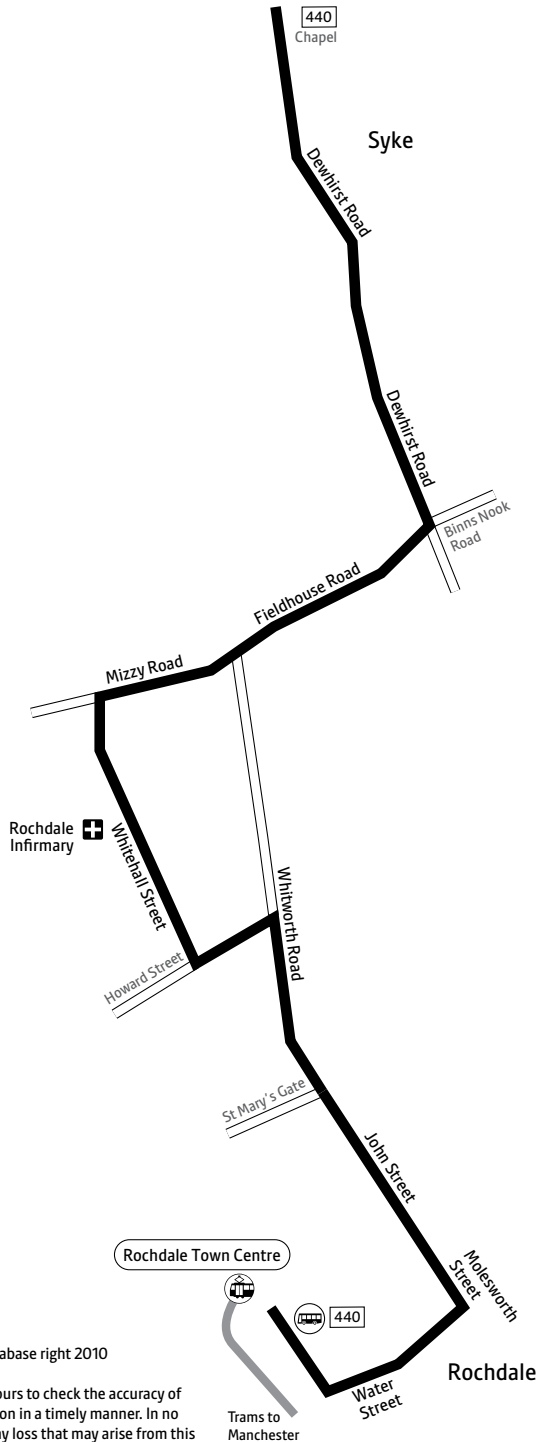 440
Chapel
Syke
Dewhirst Road
Dewhirst Road
Binns Nook
Road
Fieldhouse Road
Mizzy Road
Rochdale
Infirmary
Whitehall Street
Whitworth Road
Howard Street
St Mary's Gate
John Street
Rochdale Town Centre
Molesworth
Street
440
abase right 2010
Rochdale
Water
Street
ours to check the accuracy of
on in a timely manner. In no
y loss that may arise from this
Trams to
Manchester